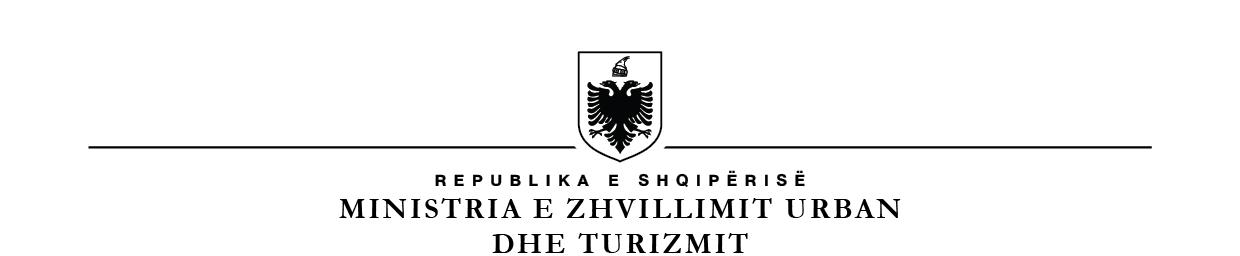 REPUBLIKA E SHQIPËRISË
MINISTRIA E ZHVILLIMIT URBAN
DHE TURIZMIT